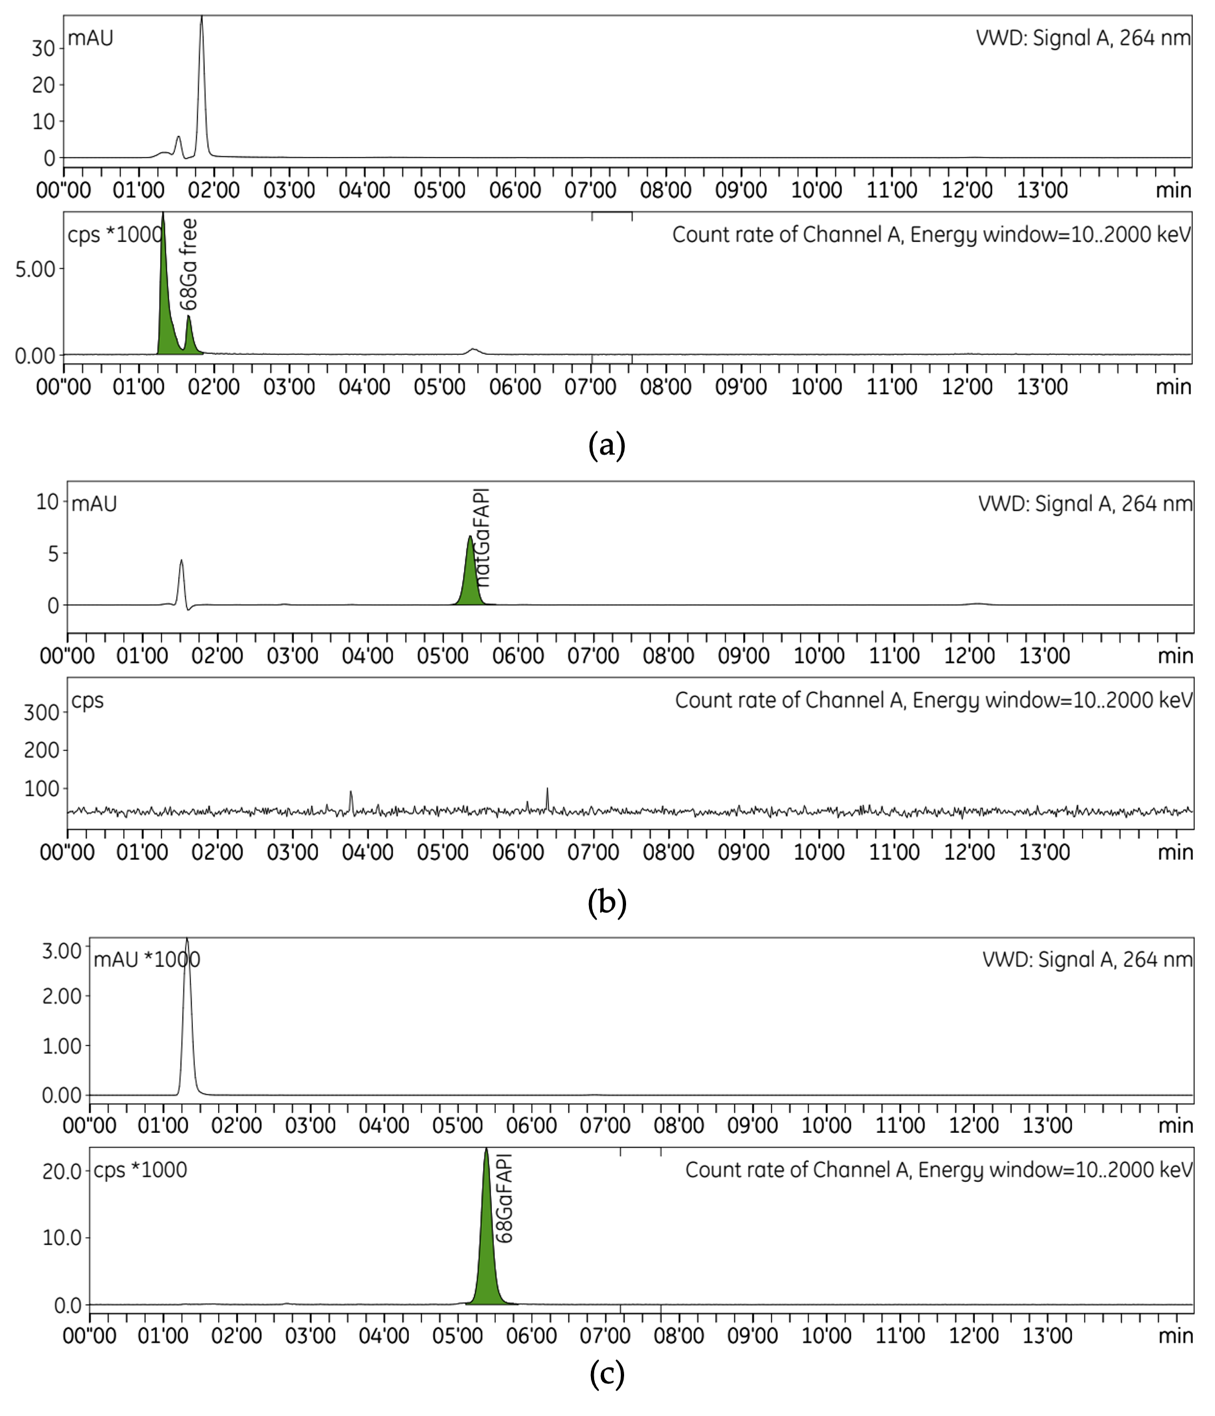 mAU VWD: Signal A, 264 nm
30
20
10
0
00'00 01'00 02'00 03'00 04'00 05'00 06'00 07'00 08'00 09'00 10'00 11'00 12'00 13'00 min
cps *1000 68Ga free Count rate of Channel A, Energy window=10..2000 keV
5.00
0.00
00'00 01'00 02'00 03'00 04'00 05'00 06'00 07'00 08'00 09'00 10'00 11'00 12'00 13'00 min
(a)
mAU natGaFAPI VWD: Signal A, 264 nm
10
5
0
00'00 01'00 02'00 03'00 04'00 05'00 06'00 07'00 08'00 09'00 10'00 11'00 12'00 13'00 min
cps Count rate of Channel A, Energy window=10..2000 keV
300
200
100
00'00 01'00 02'00 03'00 04'00 05'00 06'00 07'00 08'00 09'00 10'00 11'00 12'00 13'00 min
(b)
3.00
mAU *1000 VWD: Signal A, 264 nm
2.00
1.00
0.00
00'00 01'00 02'00 03'00 04'00 05'00 06'00 07'00 08'00 09'00 10'00 11'00 12'00 13'00 min
20.0 cps *1000 68GaFAPI Count rate of Channel A, Energy window=10..2000 keV
10.0
0.0
00'00 01'00 02'00 03'00 04'00 05'00 06'00 07'00 08'00 09'00 10'00 11'00 12'00 13'00 min
(c)